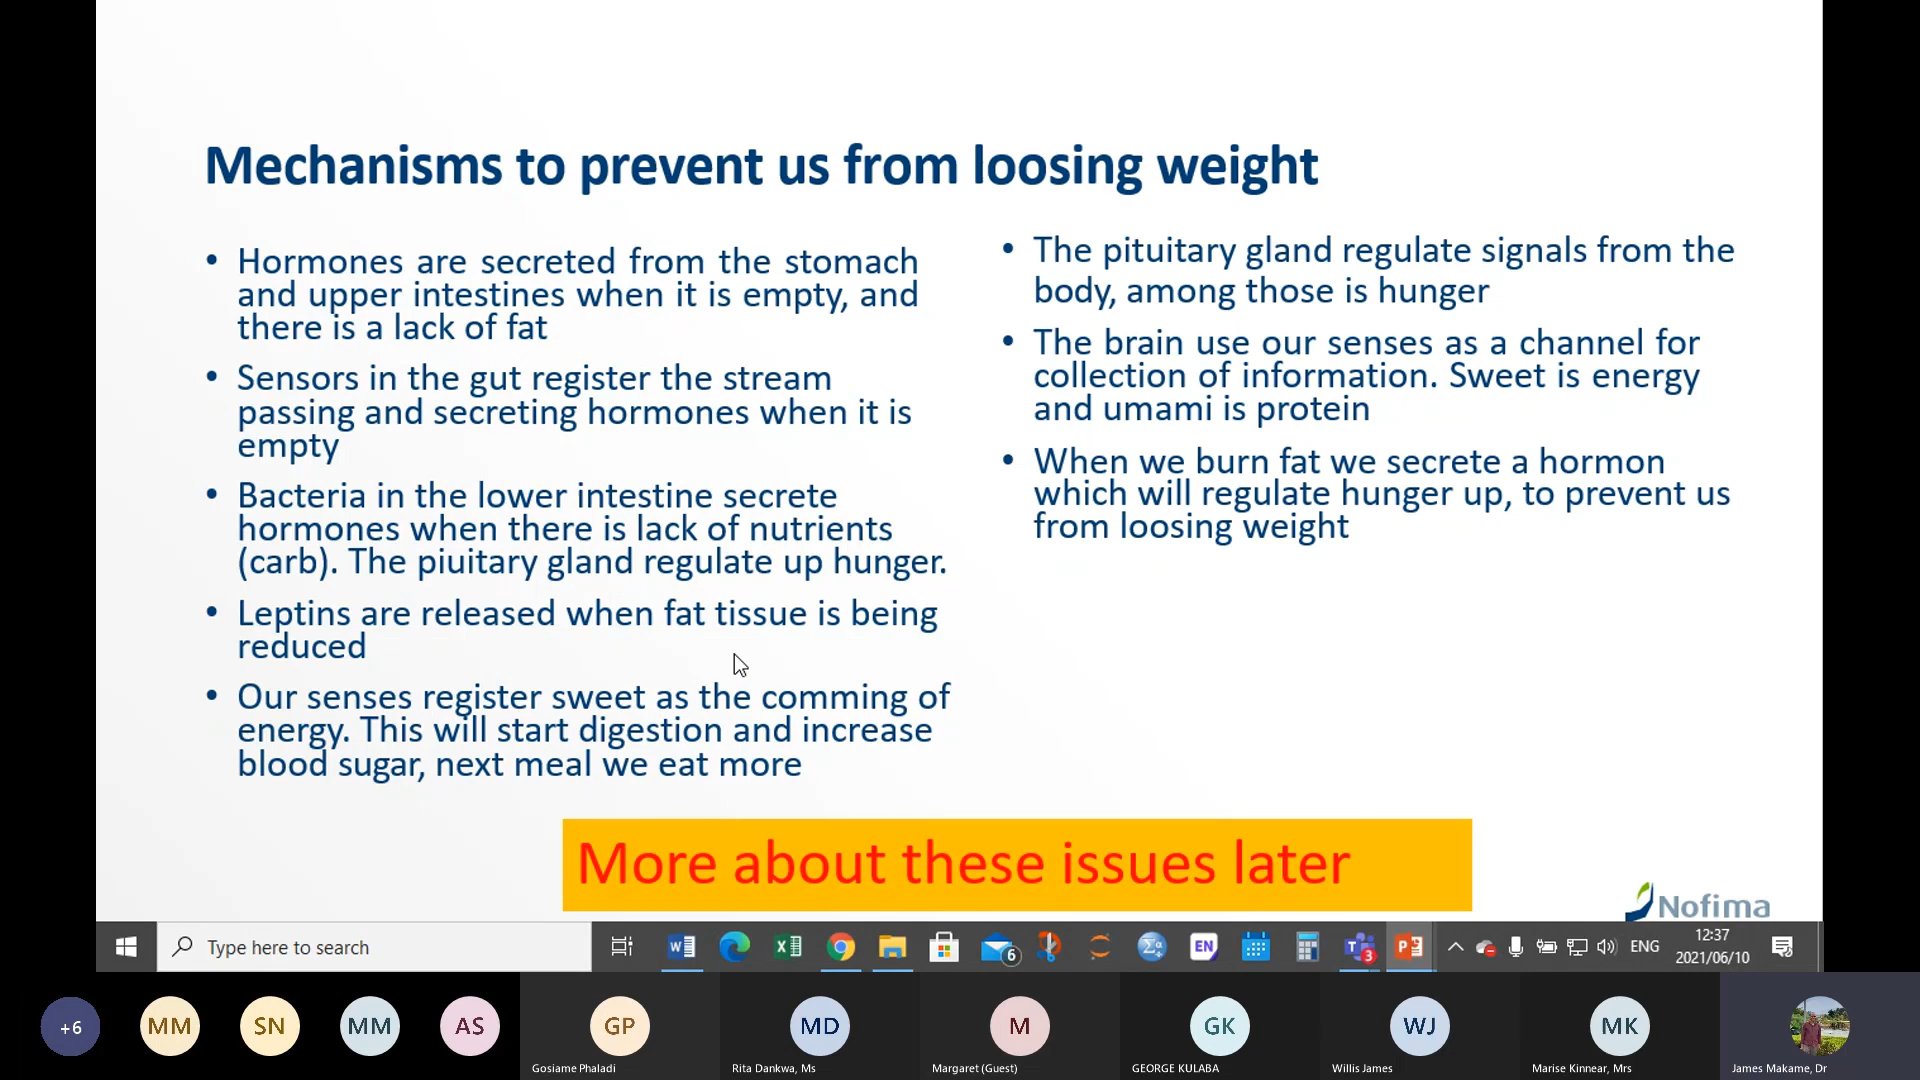 Mechanisms to prevent us from loosing weight
• Hormones are secreted from the stomach
and upper intestines when it is empty, and
there is a lack of fat
• Sensors in the gut register the stream
passing and secreting hormones when it is
empty
• Bacteria in the lower intestine secrete
hormones when there is lack of nutrients
(carb). The piuitary gland regulate up hunger.
• Leptins are released when fat tissue is being
reduced
• Our senses register sweet as the comming of
energy. This will start digestion and increase
blood sugar, next meal we eat more
• The pituitary gland regulate signals from the
body, among those is hunger
• The brain use our senses as a channel for
collection of information. Sweet is energy
and umami is protein
• When we burn fat we secrete a hormon
which will regulate hunger up, to prevent us
from loosing weight
More about these issues later
Nofima
Type here to search
6
EN
3
ENG
12:37
2021/06/10
+6
MM
SN
MM
AS
GP
MD
M
GK
WJ
MK
Gosiame Phaladi
Rita Dankwa, Ms
Margaret (Guest)
GEORGE KULABA
Willis James
Marise Kinnear, Mrs
James Makame, Dr